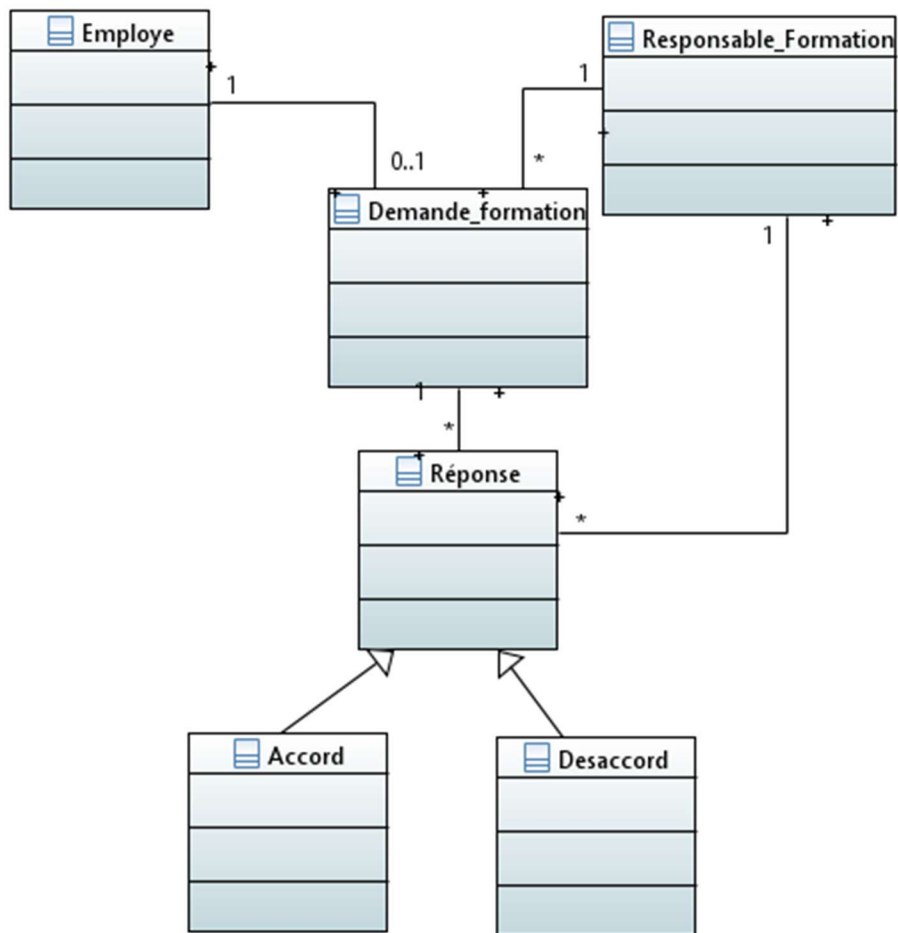 Employe
Responsable_Formation
1
1
0..1
*
Demande_formation
1
1
*
Réponse
*
Accord
Desaccord